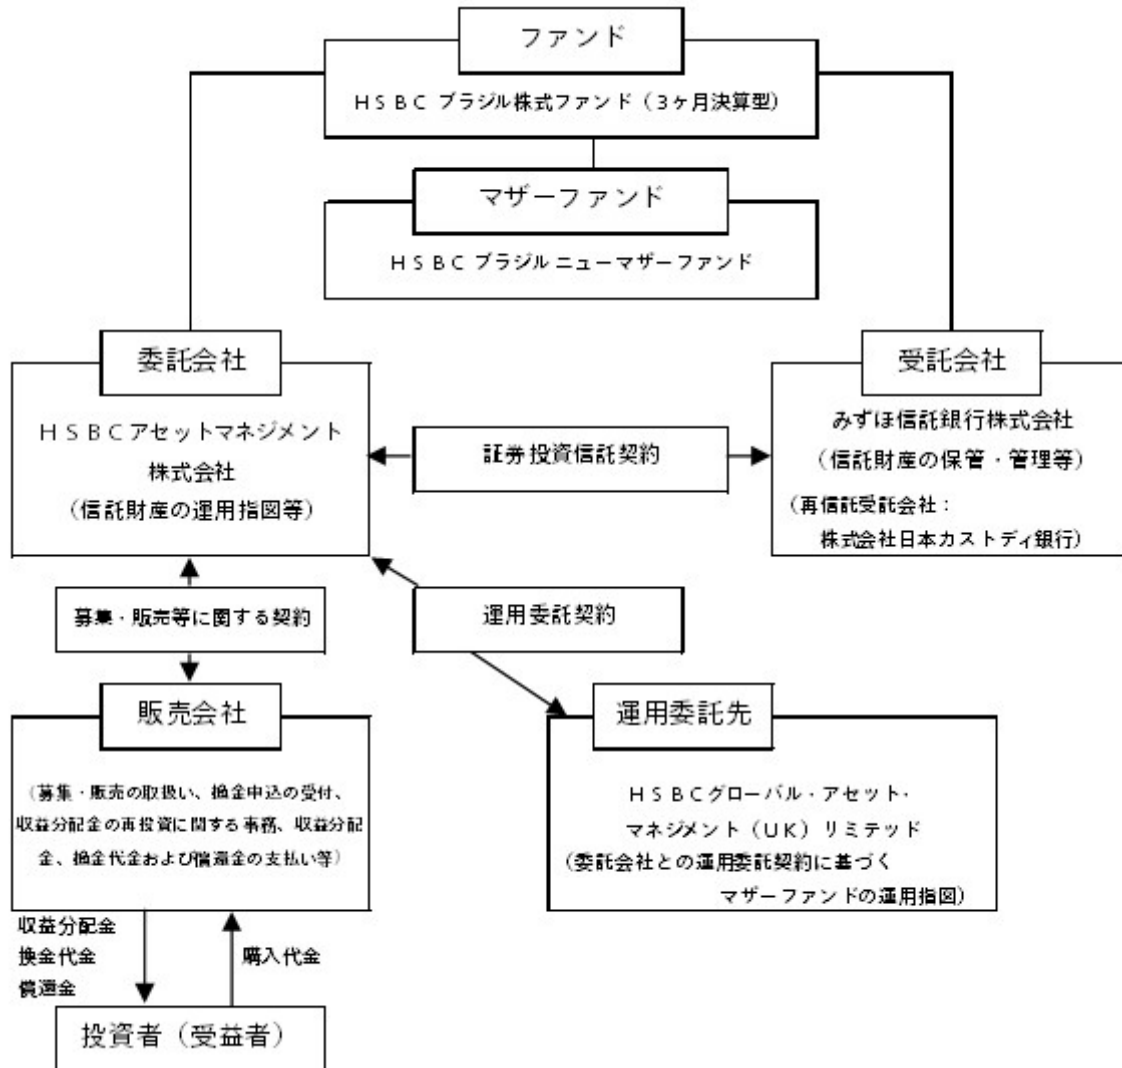 ファンド
HSBC ブラジル株式ファンド（3ヶ月決算型）
マザーファンド
HSBC ブラジル ニューマザーファンド
委託会社
HSBCアセットマネジメント
株式会社
（信託財産の運用指図等）
証券投資信託契約
受託会社
みずほ信託銀行株式会社
（信託財産の保管・管理等）
（再信託受託会社：
株式会社日本カストディ銀行）
募集・販売等に関する契約
運用委託契約
販売会社
（募集・販売の取扱い、換金申込の受付、
収益分配金の再投資に関する事務、収益分配
金、換金代金および償還金の支払い等）
運用委託先
HSBCグローバル・アセット・
マネジメント（UK）リミテッド
（委託会社との運用委託契約に基づく
マザーファンドの運用指図）
収益分配金
換金代金
償還金
購入代金
投資者（受益者）